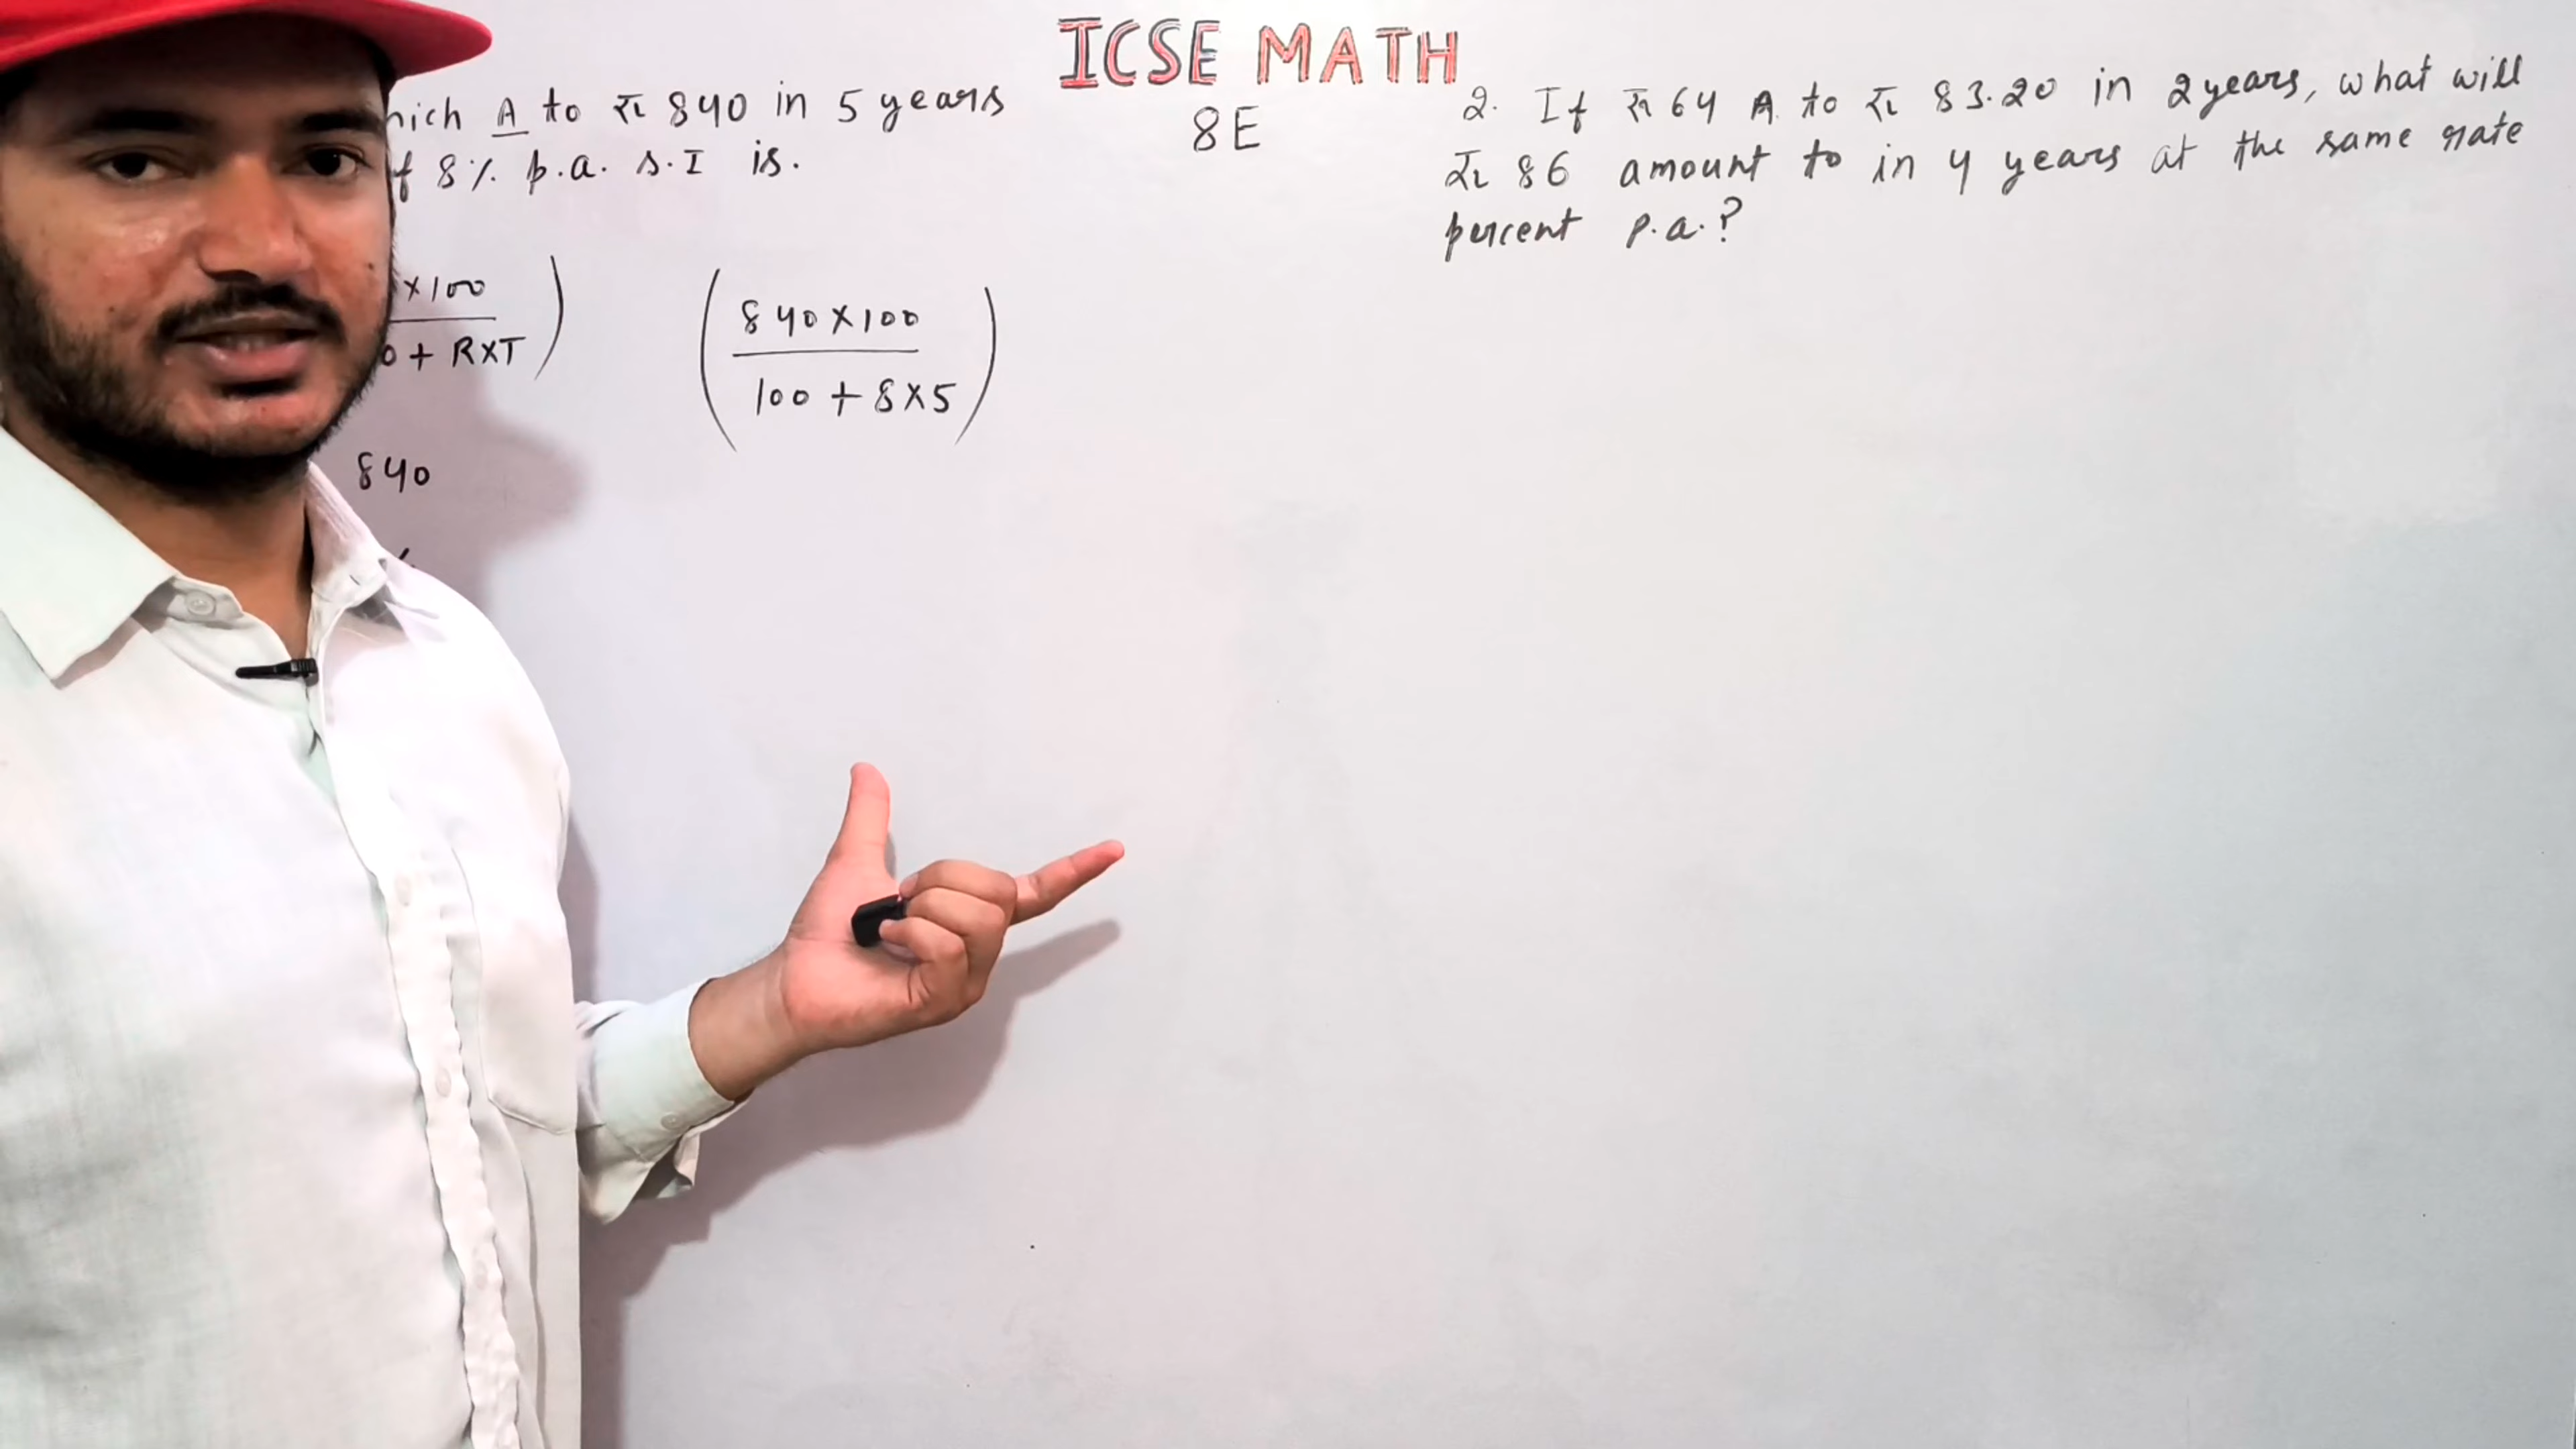 ICSE MATH
8E
A to रु 840 in 5 years
8% p.a. s.I is.
×100
+ R×T )
( 840×100
100 + 8×5 )
840
2. If रु 64 A to रु 83.20 in 2 years, what will
रु 86 amount to in 4 years at the same rate
percent p.a.?